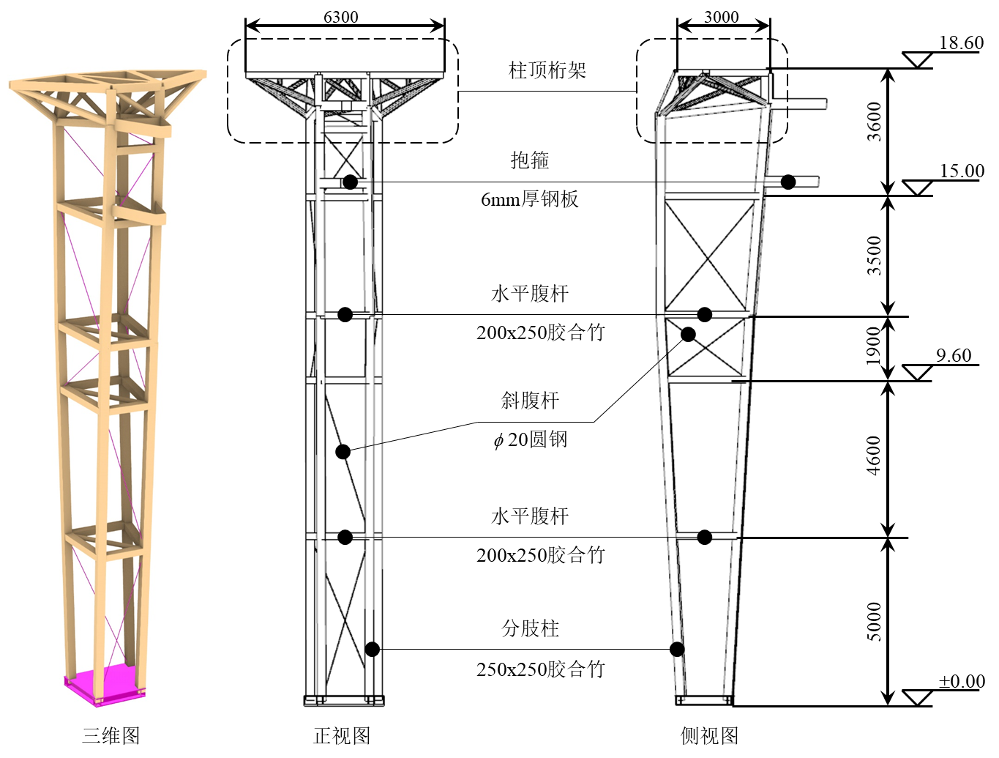 6300
3000
18.60
柱顶桁架
3600
抱箍
15.00
6mm厚钢板
3500
水平腹杆
200x250胶合竹
1900
9.60
斜腹杆
ϕ20圆钢
4600
水平腹杆
200x250胶合竹
5000
分肢柱
250x250胶合竹
±0.00
三维图
正视图
侧视图